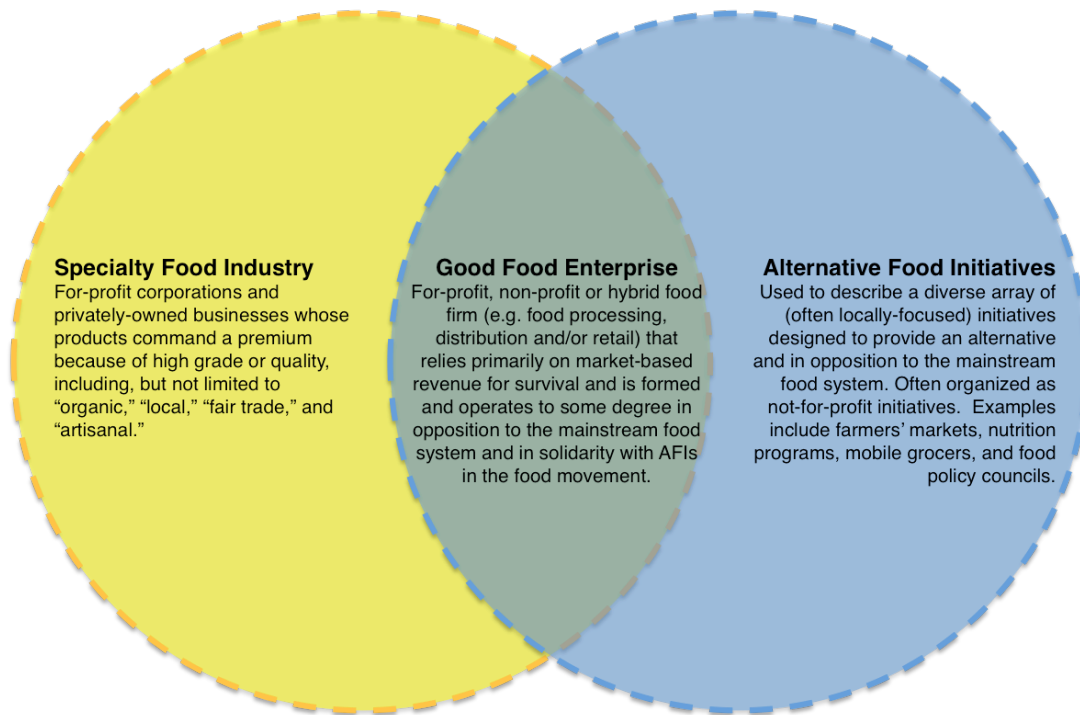 Specialty Food Industry
For-profit corporations and
privately-owned businesses whose
products command a premium
because of high grade or quality,
including, but not limited to
“organic,” “local,” “fair trade,” and
“artisanal.”
Good Food Enterprise
For-profit, non-profit or hybrid food
firm (e.g. food processing,
distribution and/or retail) that
relies primarily on market-based
revenue for survival and is formed
and operates to some degree in
opposition to the mainstream food
system and in solidarity with AFIs
in the food movement.
Alternative Food Initiatives
Used to describe a diverse array of
(often locally-focused) initiatives
designed to provide an alternative
and in opposition to the mainstream
food system. Often organized as
not-for-profit initiatives.  Examples
include farmers’ markets, nutrition
programs, mobile grocers, and food
policy councils.